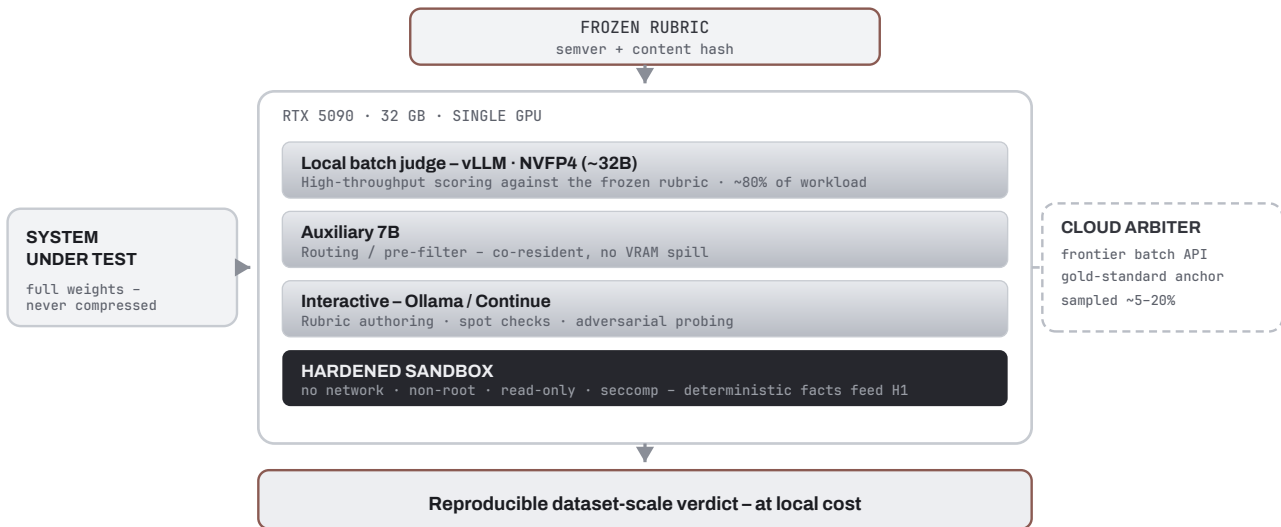 FROZEN RUBRIC
semver + content hash
RTX 5090 · 32 GB · SINGLE GPU
Local batch judge – vLLM · NVFP4 (~32B)
High-throughput scoring against the frozen rubric · ~80% of workload
Auxiliary 7B
Routing / pre-filter – co-resident, no VRAM spill
Interactive – Ollama / Continue
Rubric authoring · spot checks · adversarial probing
HARDENED SANDBOX
no network · non-root · read-only · seccomp – deterministic facts feed H1
SYSTEM
UNDER TEST
full weights –
never compressed
CLOUD ARBITER
frontier batch API
gold-standard anchor
sampled ~5–20%
Reproducible dataset-scale verdict – at local cost